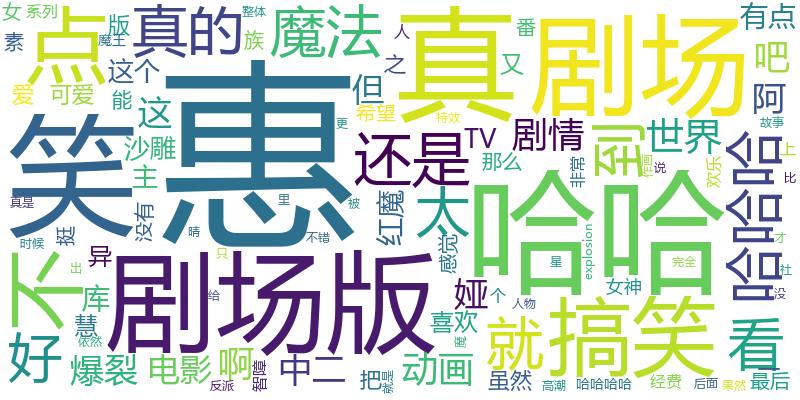 女 系列 版 真的 族 魔法 整体 人 之 番 又 有点
素 魔王 点 这个 但 真 剧场 吧
爱 可爱 能 这 希望 阿
惠 更 特效 故事
笑 沙雕 主 还是 TV 剧情 到 世界 上
那么 非常 作画 说 欢乐 比
真是 里 被 红魔 太 哈哈 哈哈哈
时候 挺 没有 晴 不错 感觉 explosion 才
不 异 出 剧场版 只 星 完全 女神 社
库 给 娅 个 人物 没
好 慧 依然 喜欢 就 搞笑 看
爆裂 电影 啊 智障 中二 把 魔 动画 虽然
反派 就是 高潮 哈哈哈哈 经费 后面 果然 最后